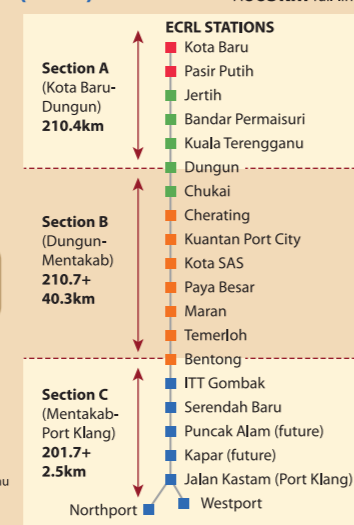 ECRL STATIONS
Section A
(Kota Baru-
Dungun)
210.4km
Kota Baru
Pasir Putih
Jertih
Bandar Permaisuri
Kuala Terengganu
Dungun
Section B
(Dungun-
Mentakab)
210.7+
40.3km
Chukai
Cherating
Kuantan Port City
Kota SAS
Paya Besar
Maran
Temerloh
Bentong
Section C
(Mentakab-
Port Klang)
201.7+
2.5km
ITT Gombak
Serendah Baru
Puncak Alam (future)
Kapar (future)
Jalan Kastam (Port Klang)
Northport
Westport